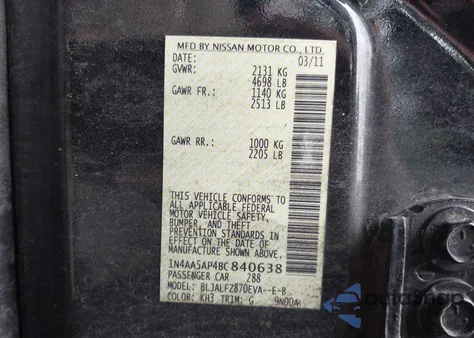 MFD BY NISSAN MOTOR CO., LTD.
DATE: 03/11
GVWR: 2131 KG
4698 LB
GAWR FR.: 1140 KG
2513 LB
GAWR RR.: 1000 KG
2205 LB
THIS VEHICLE CONFORMS TO
ALL APPLICABLE FEDERAL
MOTOR VEHICLE SAFETY,
BUMPER, AND THEFT
PREVENTION STANDARDS IN
EFFECT ON THE DATE OF
MANUFACTURE SHOWN ABOVE.
1N4AA5AP4BC840638
PASSENGER CAR 288
MODEL: BLJALFZ870EVA--E-B
COLOR: KH3 TRIM: G 9N00A
AutoSnap